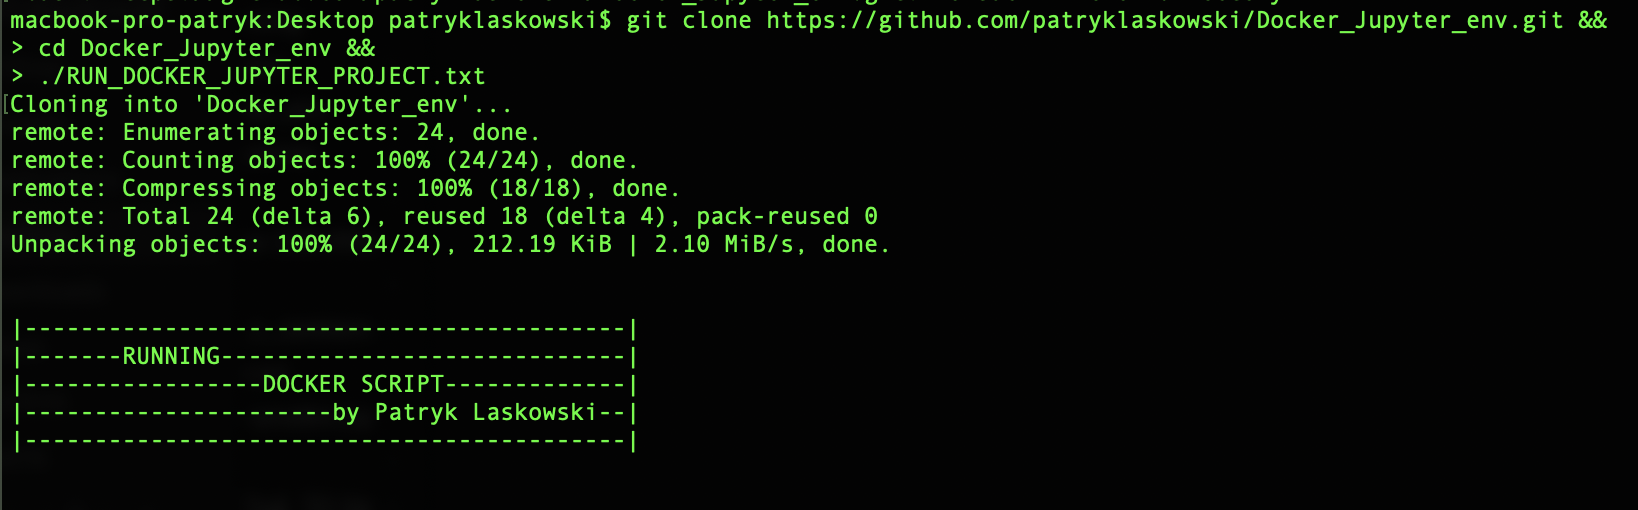 macbook-pro-patryk:Desktop patryklaskowski$ git clone https://github.com/patryklaskowski/Docker_Jupyter_env.git &&
> cd Docker_Jupyter_env &&
> ./RUN_DOCKER_JUPYTER_PROJECT.txt
Cloning into 'Docker_Jupyter_env'...
remote: Enumerating objects: 24, done.
remote: Counting objects: 100% (24/24), done.
remote: Compressing objects: 100% (18/18), done.
remote: Total 24 (delta 6), reused 18 (delta 4), pack-reused 0
Unpacking objects: 100% (24/24), 212.19 KiB | 2.10 MiB/s, done.
|-------------------------------------------|
|-------RUNNING-----------------------------|
|-----------------DOCKER SCRIPT-------------|
|----------------------by Patryk Laskowski--|
|-------------------------------------------|